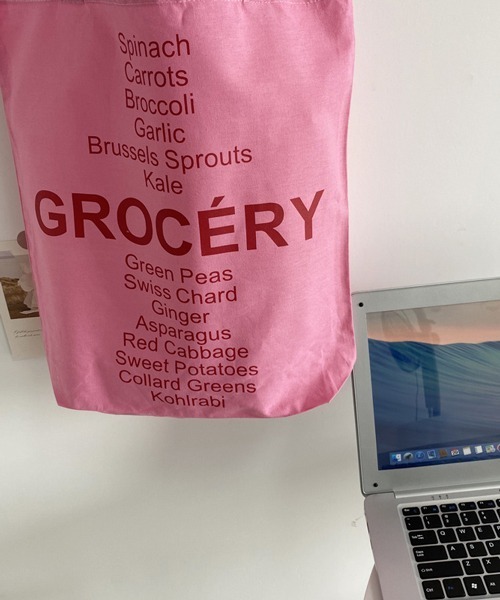 Spinach
Carrots
Broccoli
Garlic
Brussels Sprouts
Kale
GROCÉRY
Green Peas
Swiss Chard
Ginger
Asparagus
Red Cabbage
Sweet Potatoes
Collard Greens
Kohlrabi